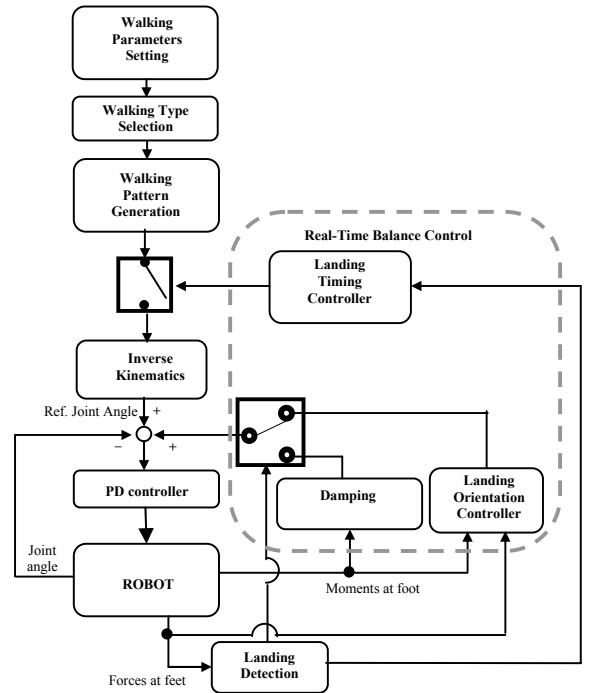 Walking
Parameters
Setting
Walking Type
Selection
Walking
Pattern
Generation
Real-Time Balance Control
Landing
Timing
Controller
Inverse
Kinematics
Ref. Joint Angle
+
−
+
PD controller
Damping
Landing
Orientation
Controller
Joint
angle
ROBOT
Moments at foot
Forces at feet
Landing
Detection